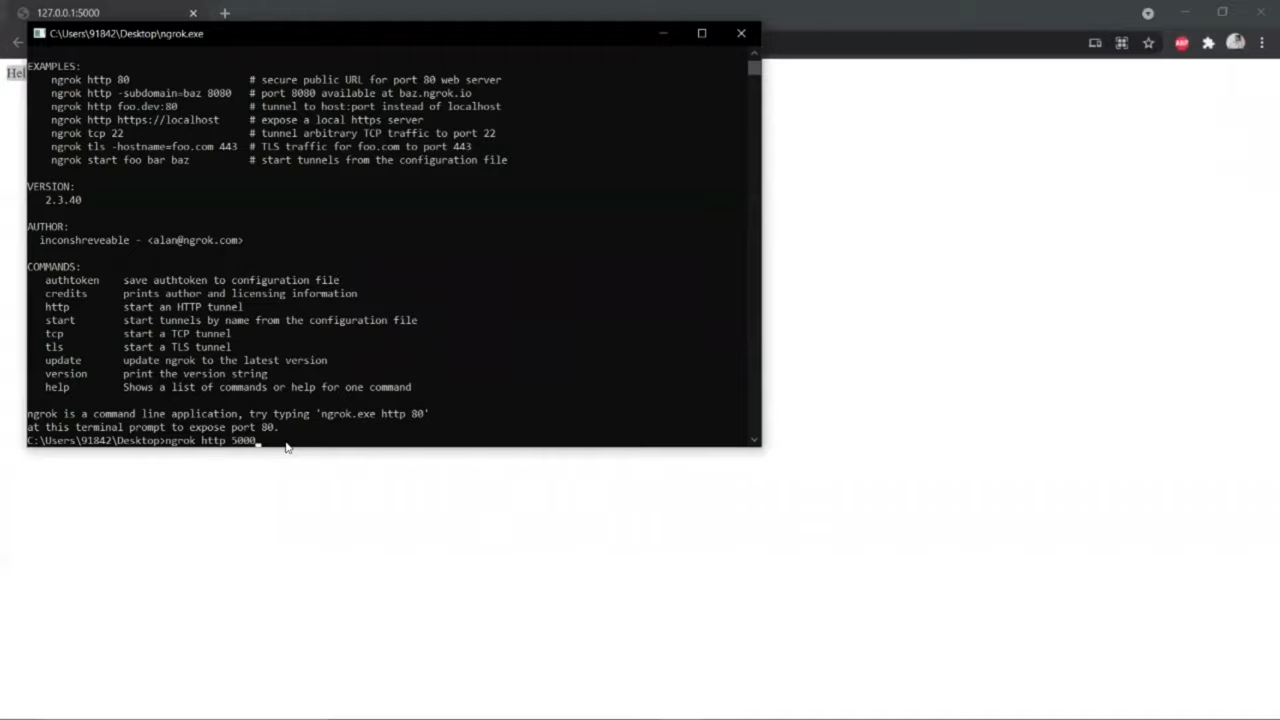 127.0.0.1:5000
C:\Users\91842\Desktop\ngrok.exe
Hel
EXAMPLES:
ngrok http 80 # secure public URL for port 80 web server
ngrok http -subdomain=baz 8080 # port 8080 available at baz.ngrok.io
ngrok http foo.dev:80 # tunnel to host:port instead of localhost
ngrok http https://localhost # expose a local https server
ngrok tcp 22 # tunnel arbitrary TCP traffic to port 22
ngrok tls -hostname=foo.com 443 # TLS traffic for foo.com to port 443
ngrok start foo bar baz # start tunnels from the configuration file
VERSION:
2.3.40
AUTHOR:
inconshreveable - <alan@ngrok.com>
COMMANDS:
authtoken save authtoken to configuration file
credits prints author and licensing information
http start an HTTP tunnel
start start tunnels by name from the configuration file
tcp start a TCP tunnel
tls start a TLS tunnel
update update ngrok to the latest version
version print the version string
help Shows a list of commands or help for one command
ngrok is a command line application, try typing 'ngrok.exe http 80'
at this terminal prompt to expose port 80.
C:\Users\91842\Desktop>ngrok http 5000